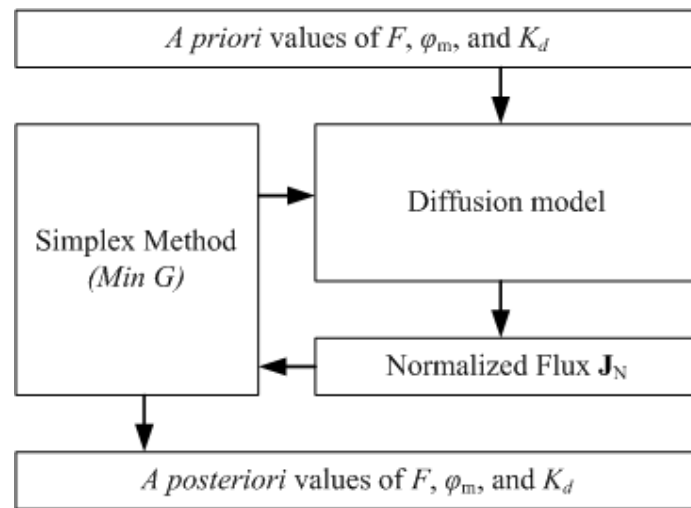 A priori values of F, φm, and Kd
Simplex Method
(Min G)
Diffusion model
Normalized Flux JN
A posteriori values of F, φm, and Kd